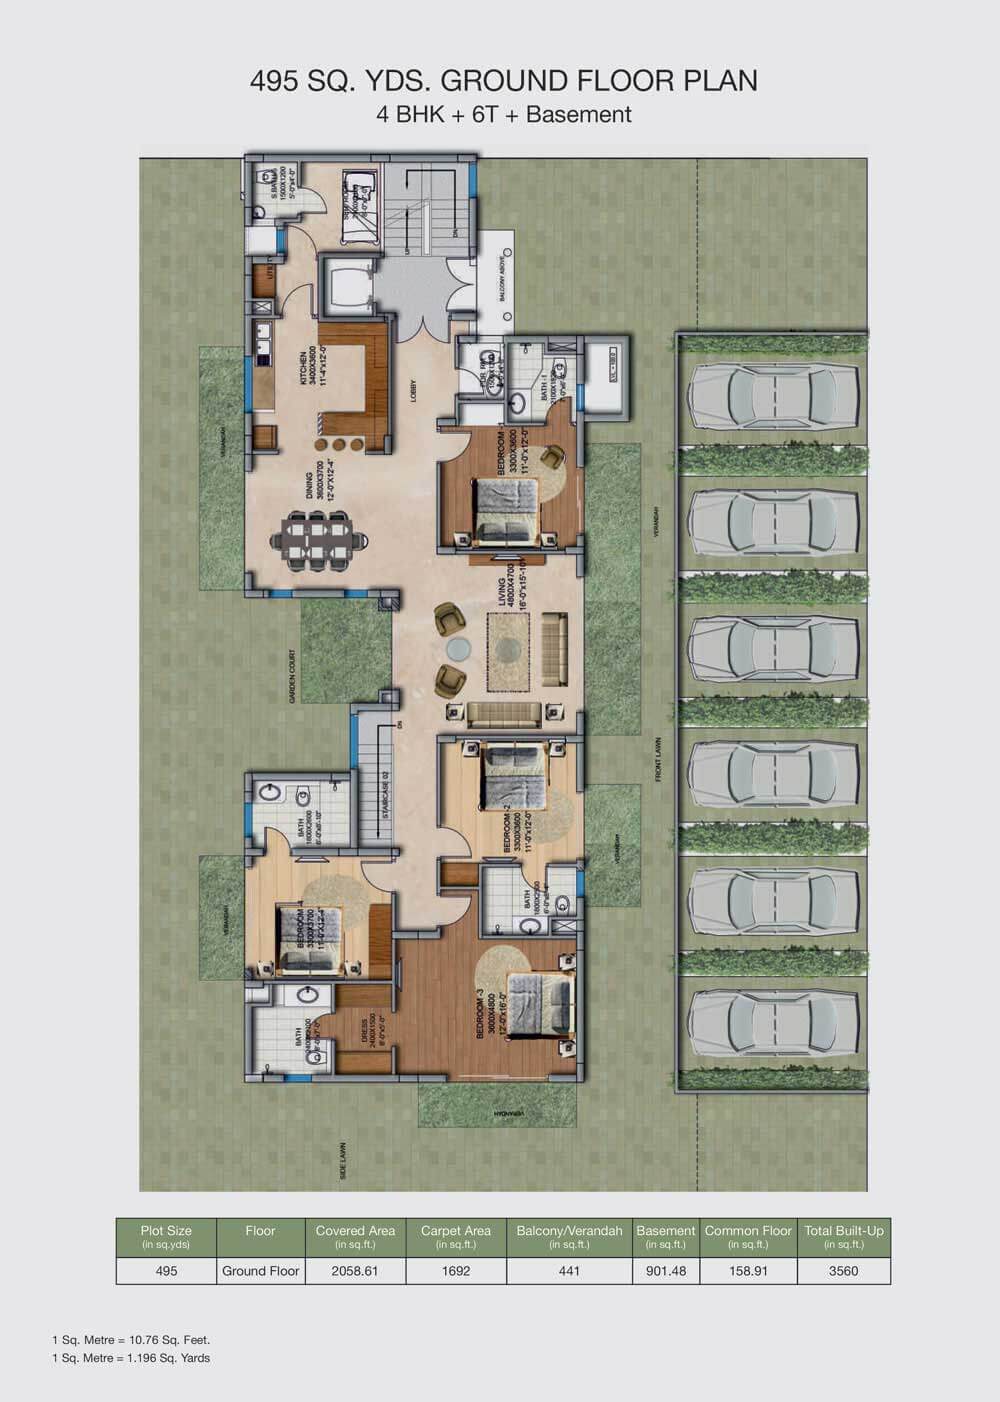 495 SQ. YDS. GROUND FLOOR PLAN
4 BHK + 6T + Basement
S.BATH
1500X1200
5'-0"x4'-0"
UTILITY
UP
DN
BALCONY ABOVE
KITCHEN
3400X3600
11'-4"x12'-0"
LOBBY
BATH -1
2100X1800
VERANDAH
DINING
3600X3700
12'-0"X12'-4"
BEDROOM -1
3300X3600
11'-0"x12'-0"
VERANDAH
LIVING
4800X4700
16'-0"x15'-10"
GARDEN COURT
DN
STAIRCASE 02
FRONT LAWN
BATH
1800X2600
6'-0"x8'-10"
BEDROOM -2
3300X3600
11'-0"x12'-0"
VERANDAH
BATH
VERANDAH
BEDROOM -4
3300X3700
11'-0"X12'-4"
BEDROOM -3
3600X4800
12'-0"x16'-0"
BATH
DRESS
2400X1500
8'-0"x5'-0"
VERANDAH
SIDE LAWN
Plot Size Floor Covered Area Carpet Area Balcony/Verandah Basement Common Floor Total Built-Up
(in sq.yds) (in sq.ft.) (in sq.ft.) (in sq.ft.) (in sq.ft.) (in sq.ft.) (in sq.ft.)
495 Ground Floor 2058.61 1692 441 901.48 158.91 3560
1 Sq. Metre = 10.76 Sq. Feet.
1 Sq. Metre = 1.196 Sq. Yards